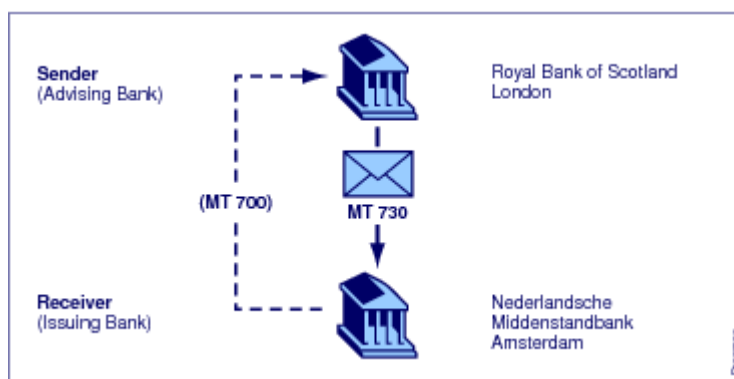 Sender
(Advising Bank)
Royal Bank of Scotland
London
(MT 700)
MT 730
Receiver
(Issuing Bank)
Nederlandsche
Middenstandbank
Amsterdam